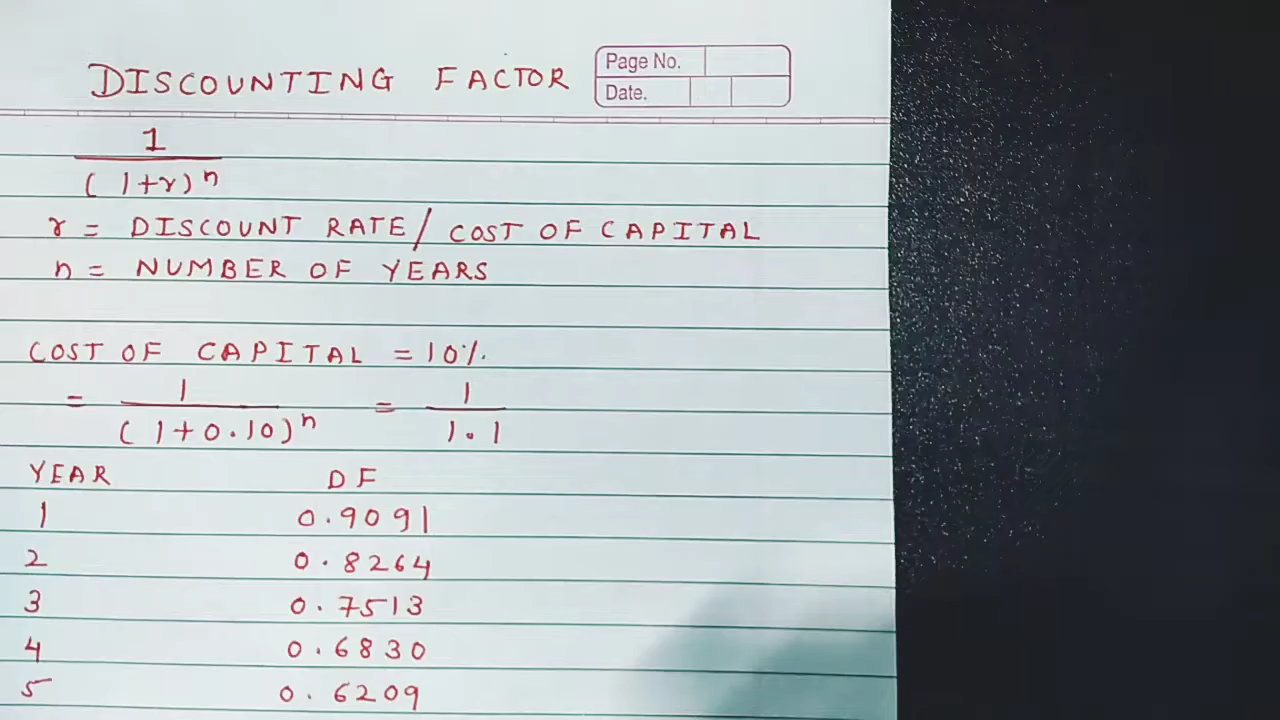 DISCOUNTING FACTOR
Page No.
Date.
1
(1+r)ⁿ
r = DISCOUNT RATE/ COST OF CAPITAL
n = NUMBER OF YEARS
COST OF CAPITAL = 10%.
= 1 / (1+0.10)ⁿ = 1 / 1.1
YEAR DF
1 0.9091
2 0.8264
3 0.7513
4 0.6830
5 0.6209